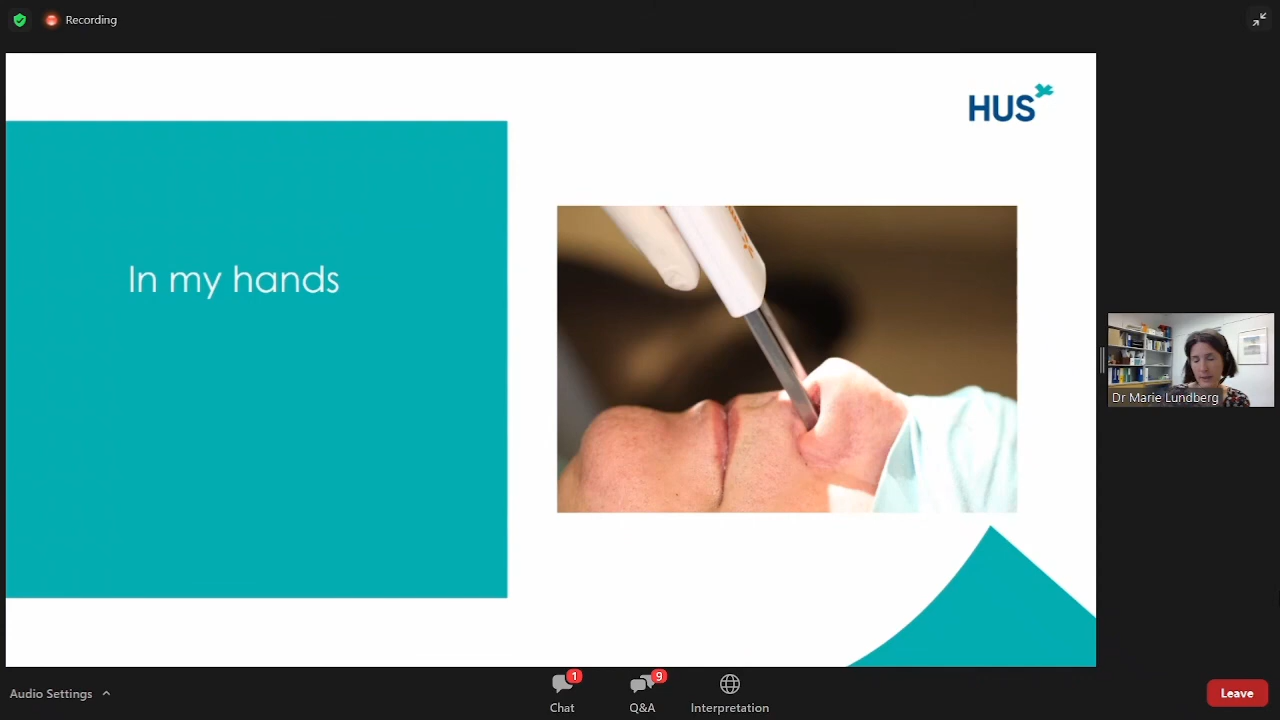 Recording
HUS
In my hands
Dr Marie Lundberg
Audio Settings
1
Chat
9
Q&A
Interpretation
Leave